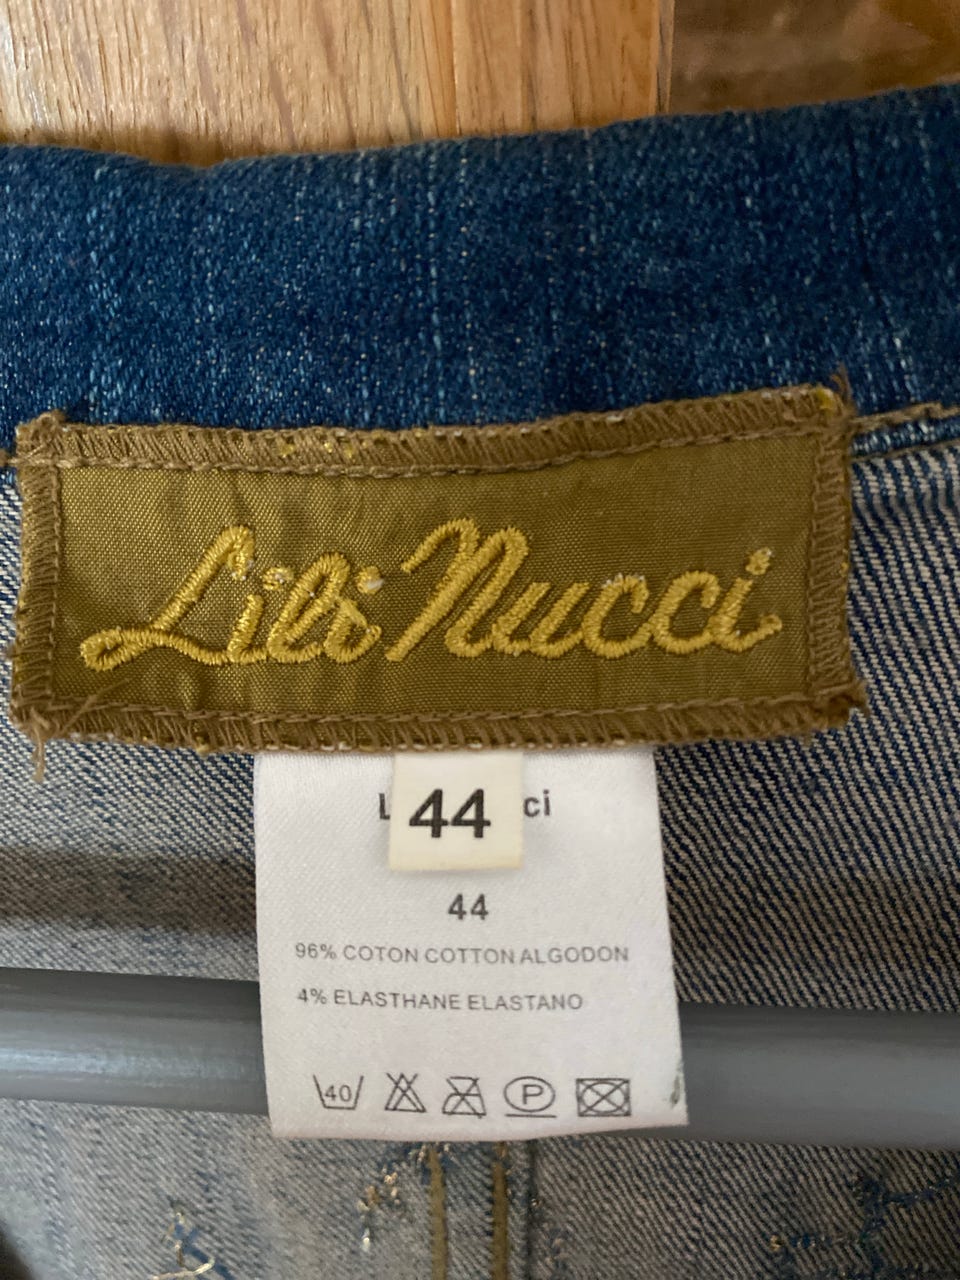 Lili Nucci
44
44
96% COTON COTTON ALGODON
4% ELASTHANE ELASTANO
40 P